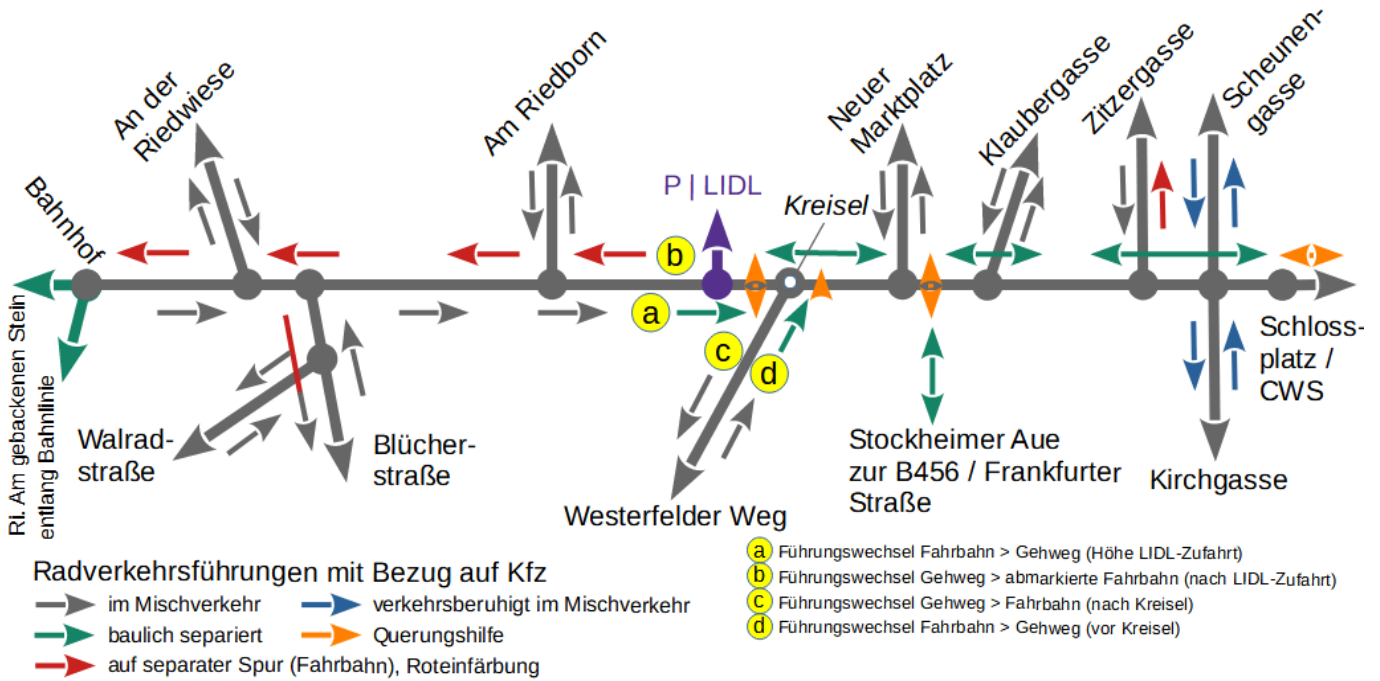 An der
Riedwiese
Am Riedborn
Neuer
Marktplatz
Klaubergasse
Zitzergasse
Scheunen-
gasse
Bahnhof
P | LIDL
Kreisel
b
a
c
d
Ri. Am gebackenen Stein
entlang Bahnlinie
Walrad-
straße
Blücher-
straße
Westerfelder Weg
Stockheimer Aue
zur B456 / Frankfurter
Straße
Schloss-
platz /
CWS
Kirchgasse
Radverkehrsführungen mit Bezug auf Kfz
im Mischverkehr
verkehrsberuhigt im Mischverkehr
baulich separiert
Querungshilfe
auf separater Spur (Fahrbahn), Roteinfärbung
a Führungswechsel Fahrbahn > Gehweg (Höhe LIDL-Zufahrt)
b Führungswechsel Gehweg > abmarkierte Fahrbahn (nach LIDL-Zufahrt)
c Führungswechsel Gehweg > Fahrbahn (nach Kreisel)
d Führungswechsel Fahrbahn > Gehweg (vor Kreisel)